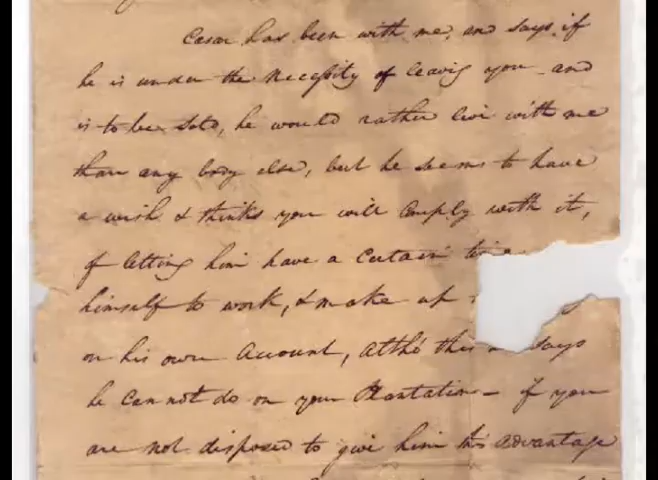 Cæsar has been with me, and says, if
he is under the necessity of leaving you and
is to be sold, he would rather live with me
than any body else, but he seems to have
a wish & thinks you will comply with it,
of letting him have a certain
himself to work, & make up
on his own account, altho' this says
he can not do on your Plantation – if you
are not disposed to give him this advantage